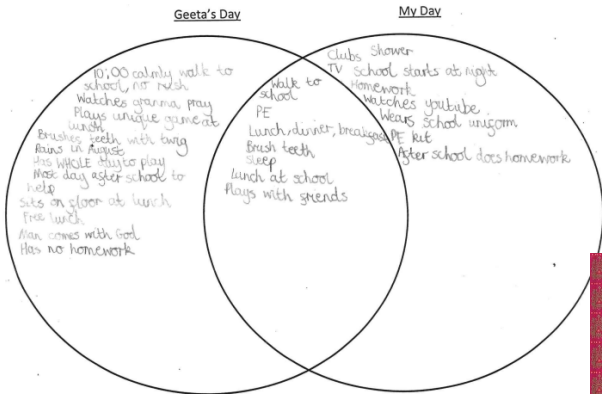 Geeta's Day
My Day
10:00 calmly walk to
school no rush
Watches granma pray
Plays unique game at
lunsh
Brushes teeth with twig
Rains in August
Has WHOLE day to play
Most day after school to
help
Sits on floor at lunch
Free lunch
Man comes with God
Has no homework
Walk to
school
PE
Lunch, dinner, breakfast
Brush teeth
sleep
Lunch at school
Plays with friends
Clubs Shower
TV School starts at night
Homework
Watches youtube
Wears school uniform
PE kit
After school does homework